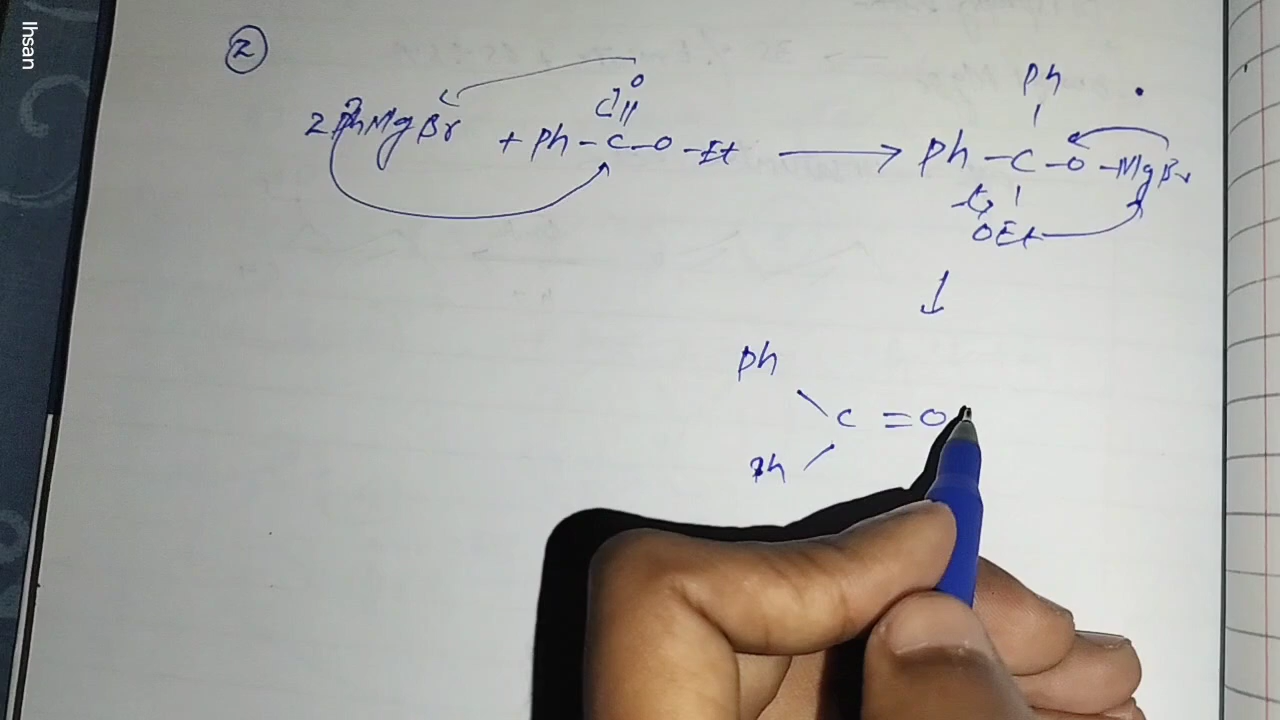 Ihsan
2
2PhMgBr + Ph - C - O - Et → Ph - C - O - MgBr
O
||
Ph
|
|
OEt
↓
Ph
\ C = O
Ph /